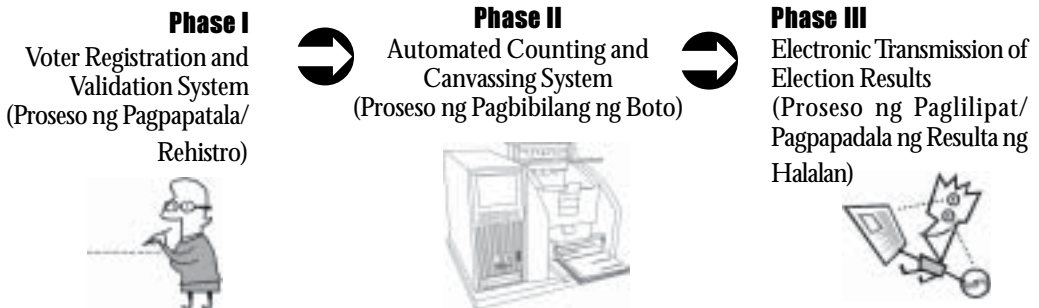 Phase I
Voter Registration and
Validation System
(Proseso ng Pagpapatala/
Rehistro)
Phase II
Automated Counting and
Canvassing System
(Proseso ng Pagbibilang ng Boto)
Phase III
Electronic Transmission of
Election Results
(Proseso ng Paglilipat/
Pagpapadala ng Resulta ng
Halalan)